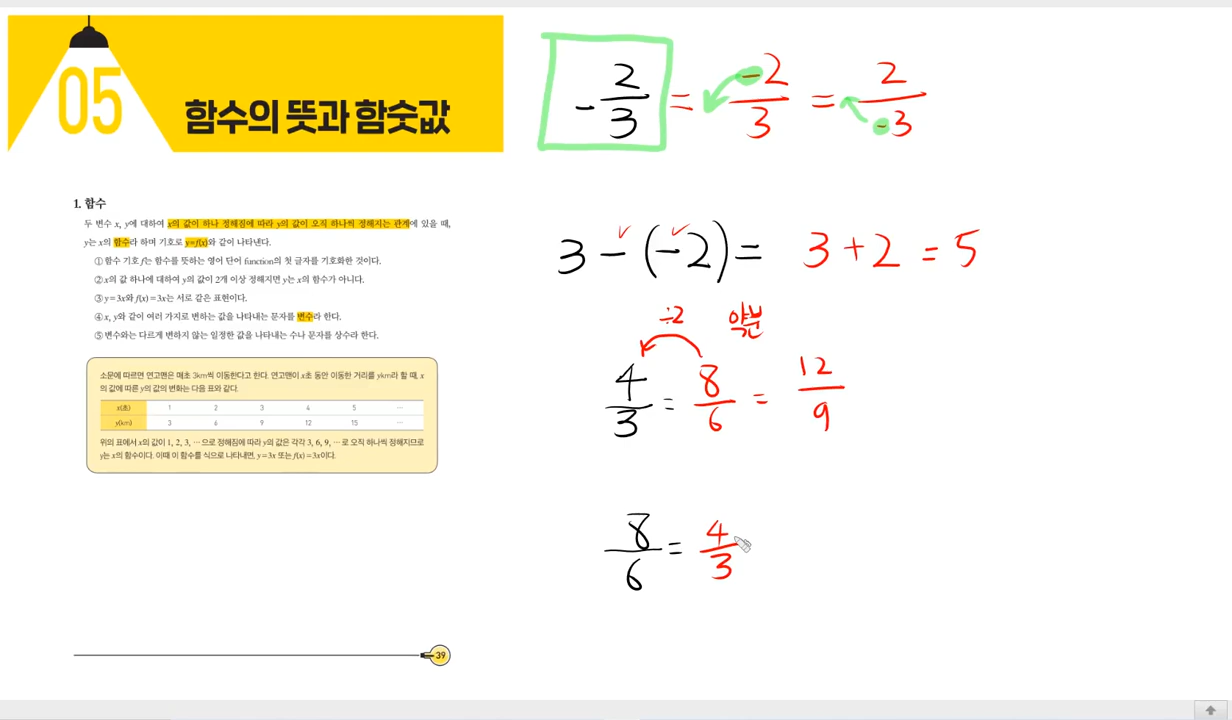 05
함수의 뜻과 함숫값
1. 함수
두 변수 x, y에 대하여 x의 값이 하나 정해짐에 따라 y의 값이 오직 하나씩 정해지는 관계에 있을 때,
y는 x의 함수라 하며 기호로 y=f(x)와 같이 나타낸다.
① 함수 기호 f는 함수를 뜻하는 영어 단어 function의 첫 글자를 기호화한 것이다.
② x의 값 하나에 대하여 y의 값이 2개 이상 정해지면 y는 x의 함수가 아니다.
③ y=3x와 f(x)=3x는 서로 같은 표현이다.
④ x, y와 같이 여러 가지로 변하는 값을 나타내는 문자를 변수라 한다.
⑤ 변수와는 다르게 변하지 않는 일정한 값을 나타내는 수나 문자를 상수라 한다.
소문에 따르면 연고맨은 매초 3km씩 이동한다고 한다. 연고맨이 x초 동안 이동한 거리를 ykm라 할 때, x
의 값에 따른 y의 값의 변화는 다음 표와 같다.
x(초) 1 2 3 4 5 ⋯
y(km) 3 6 9 12 15 ⋯
위의 표에서 x의 값이 1, 2, 3, ⋯으로 정해짐에 따라 y의 값은 각각 3, 6, 9, ⋯로 오직 하나씩 정해지므로
y는 x의 함수이다. 이때 이 함수를 식으로 나타내면, y=3x 또는 f(x)=3x이다.
39
-2/3 = -2/3 = 2/-3
3-(-2)= 3+2=5
÷2 약분
4/3 = 8/6 = 12/9
8/6 = 4/3